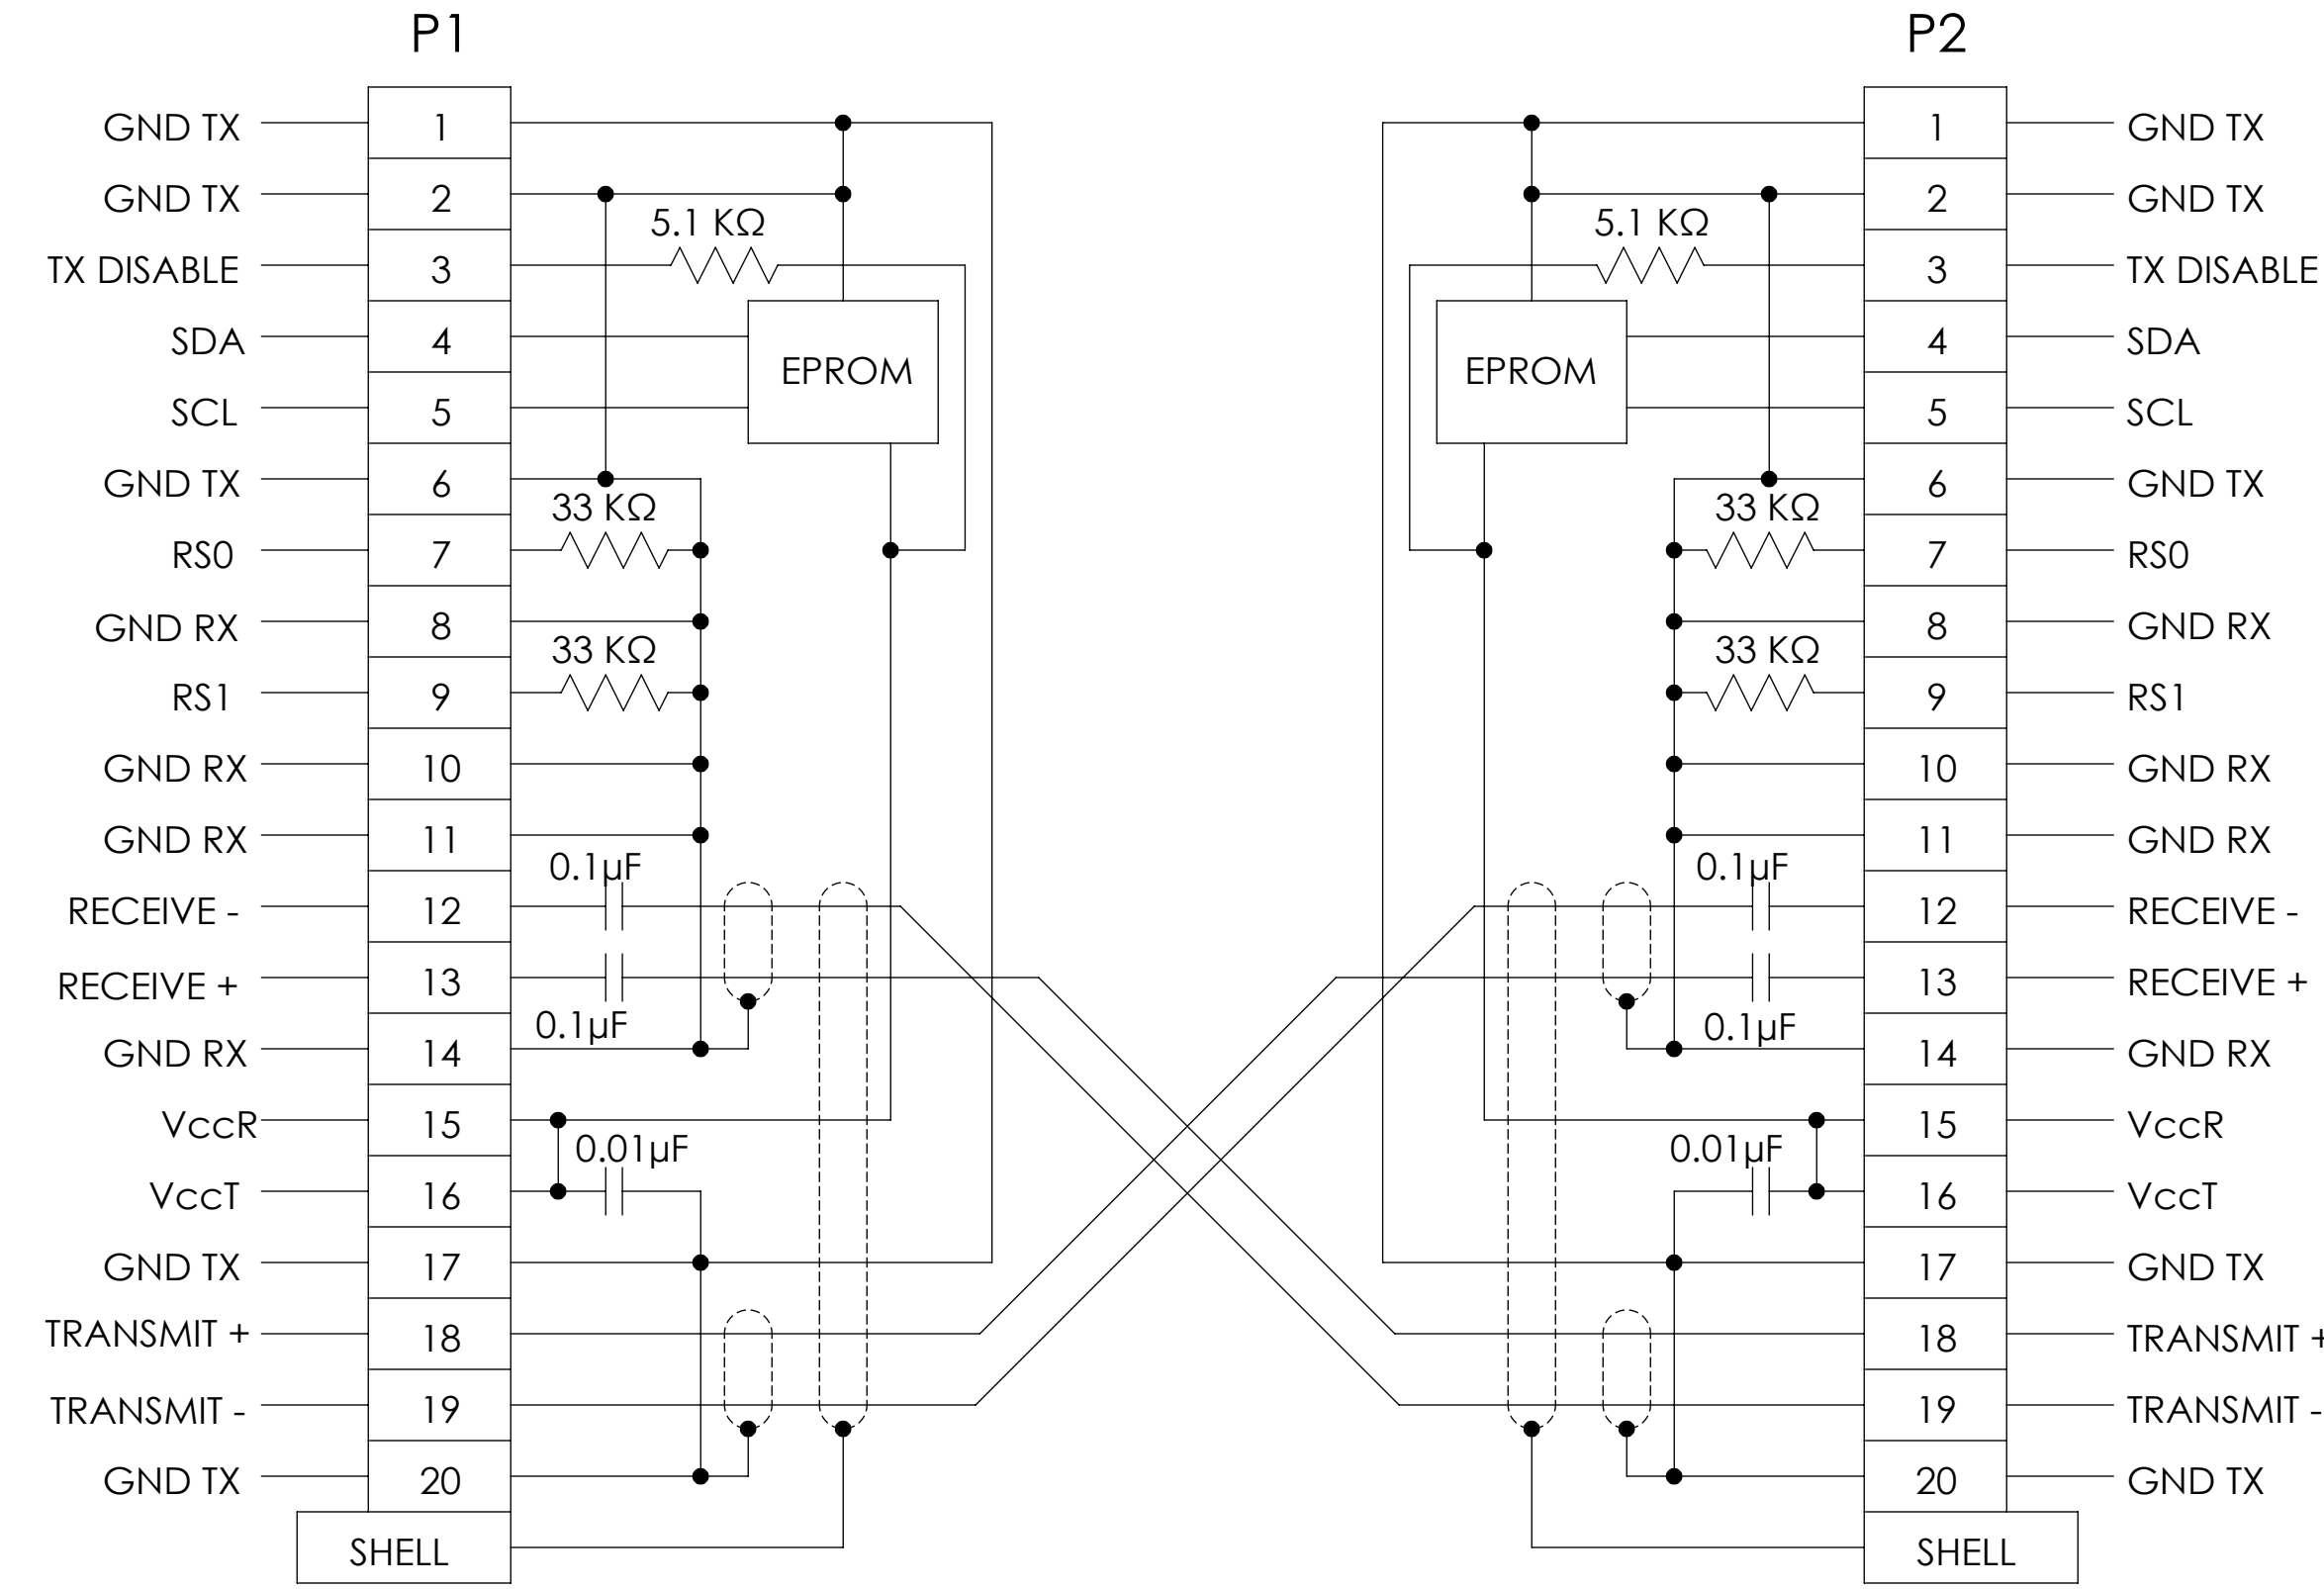 P1 P2
GND TX 1 1 GND TX
GND TX 2 2 GND TX
5.1 KΩ 5.1 KΩ
TX DISABLE 3 3 TX DISABLE
SDA 4 4 SDA
EPROM EPROM
SCL 5 5 SCL
GND TX 6 6 GND TX
33 KΩ 33 KΩ
RS0 7 7 RS0
GND RX 8 8 GND RX
33 KΩ 33 KΩ
RS1 9 9 RS1
GND RX 10 10 GND RX
GND RX 11 11 GND RX
0.1µF 0.1µF
RECEIVE - 12 12 RECEIVE -
RECEIVE + 13 13 RECEIVE +
0.1µF 0.1µF
GND RX 14 14 GND RX
VccR 15 15 VccR
0.01µF 0.01µF
VccT 16 16 VccT
GND TX 17 17 GND TX
TRANSMIT + 18 18 TRANSMIT +
TRANSMIT - 19 19 TRANSMIT -
GND TX 20 20 GND TX
SHELL SHELL